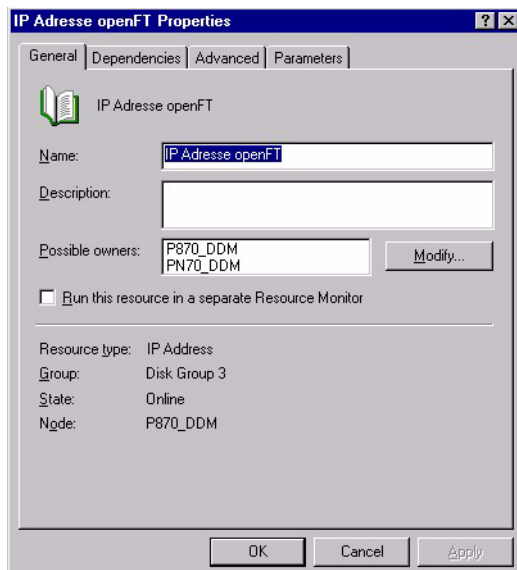 IP Adresse openFT Properties
General Dependencies Advanced Parameters
IP Adresse openFT
Name: IP Adresse openFT
Description:
Possible owners: P870_DDM
PN70_DDM
Modify...
Run this resource in a separate Resource Monitor
Resource type: IP Address
Group: Disk Group 3
State: Online
Node: P870_DDM
OK Cancel Apply